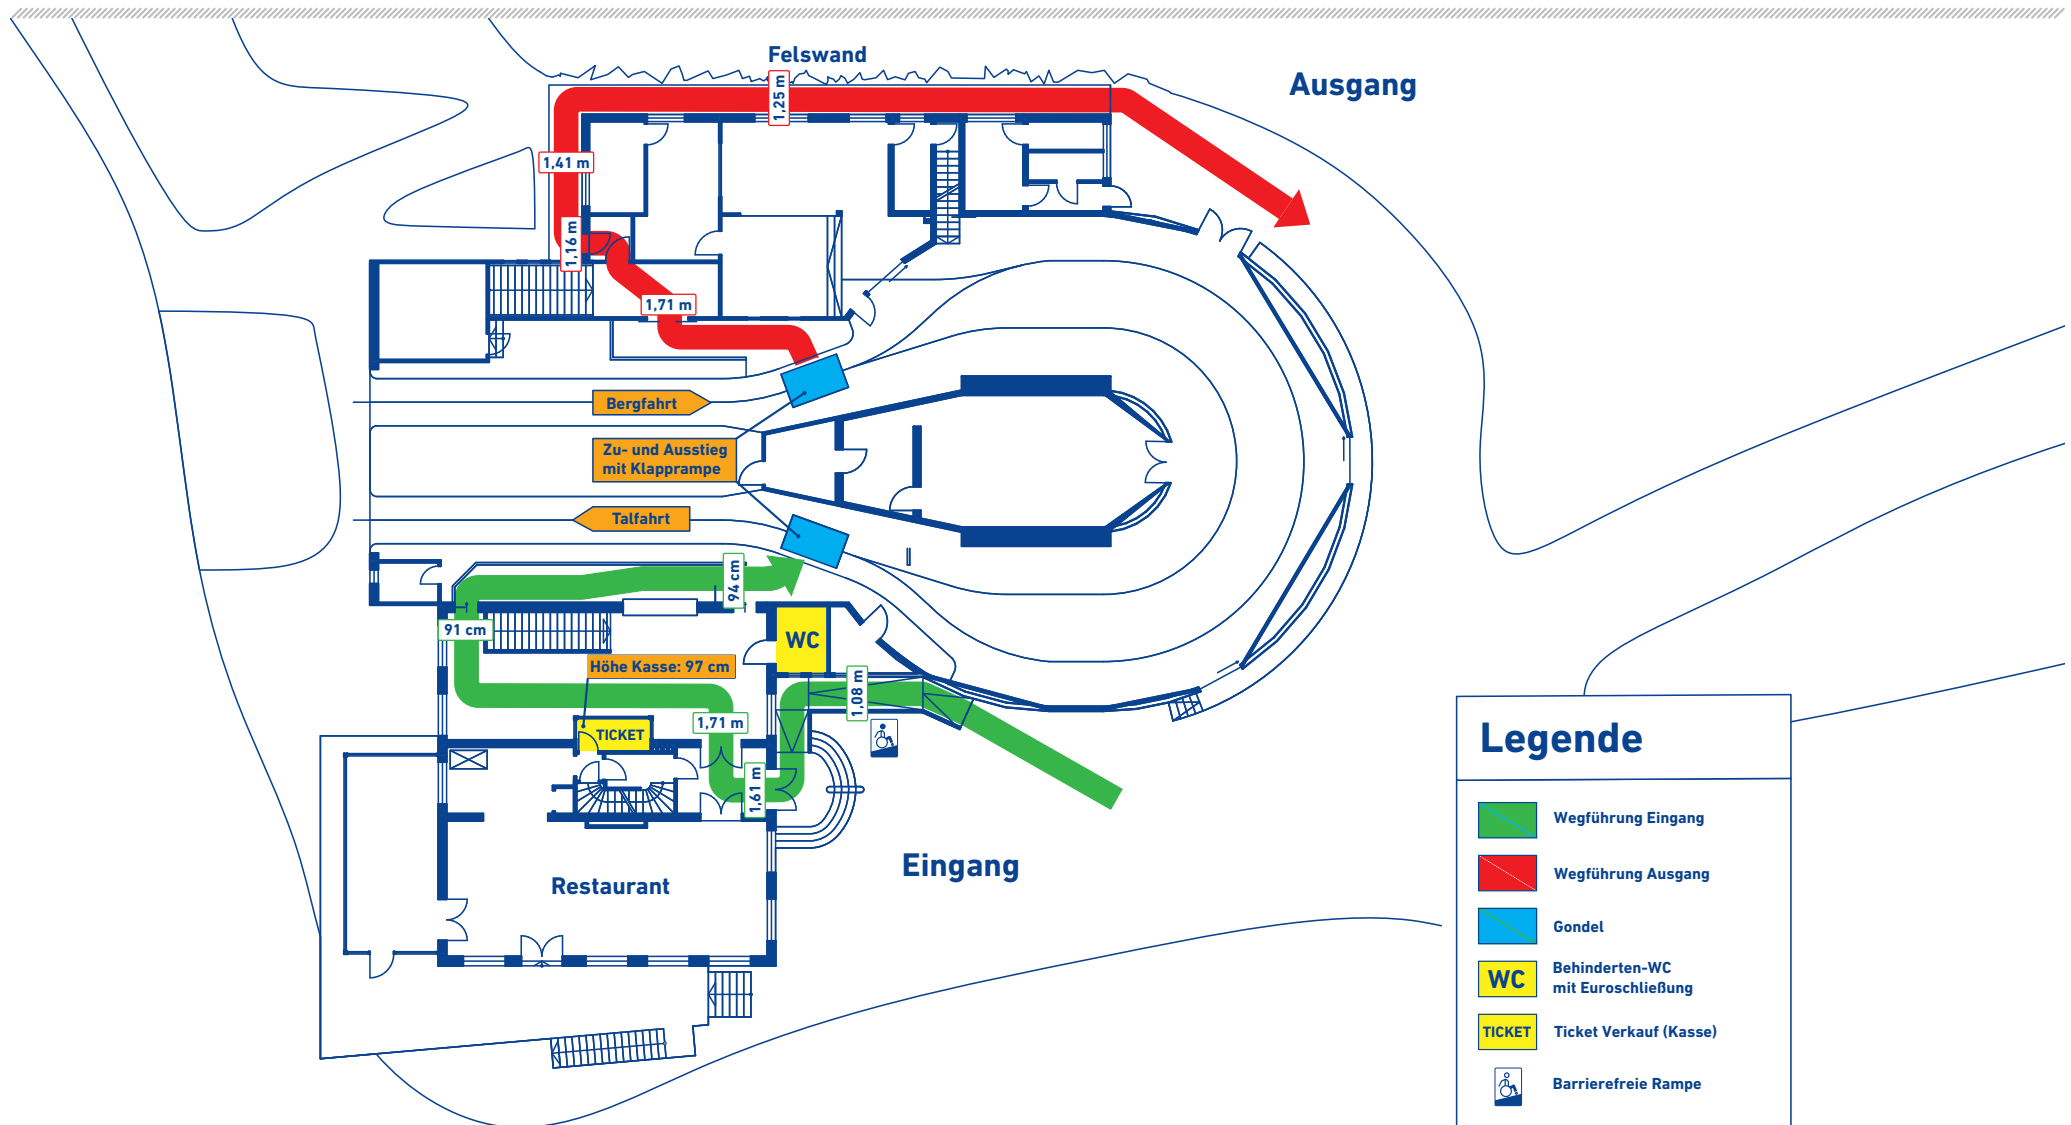 Felswand
Ausgang
1,25 m
1,41 m
1,16 m
1,71 m
Bergfahrt
Zu- und Ausstieg
mit Klapprampe
Talfahrt
94 cm
91 cm
WC
Höhe Kasse: 97 cm
1,08 m
1,71 m
TICKET
1,61 m
Eingang
Restaurant
Legende
Wegführung Eingang
Wegführung Ausgang
Gondel
WC
Behinderten-WC
mit Euroschließung
TICKET
Ticket Verkauf (Kasse)
Barrierefreie Rampe